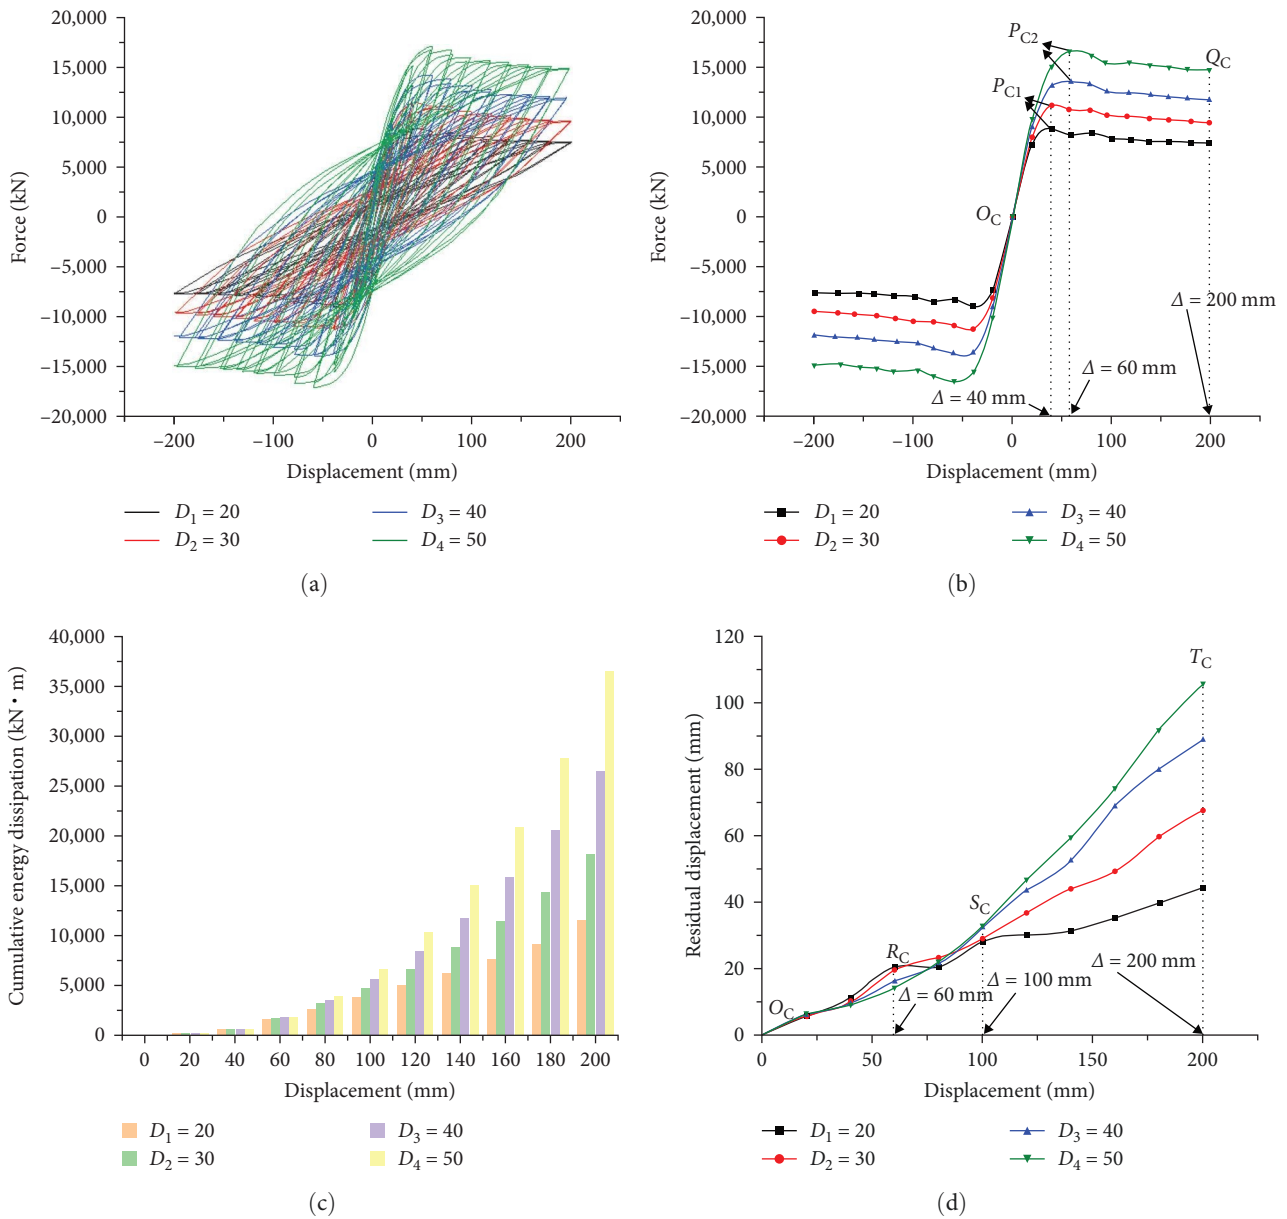 20,000
15,000
10,000
5,000
0
–5,000
–10,000
–15,000
–20,000
Force (kN)
–200 –100 0 100 200
Displacement (mm)
D1 = 20 D3 = 40
D2 = 30 D4 = 50
(a)
20,000
15,000
10,000
5,000
0
–5,000
–10,000
–15,000
–20,000
Force (kN)
PC2
QC
PC1
OC
Δ = 200 mm
Δ = 60 mm
Δ = 40 mm
–200 –100 0 100 200
Displacement (mm)
D1 = 20 D3 = 40
D2 = 30 D4 = 50
(b)
40,000
35,000
30,000
25,000
20,000
15,000
10,000
5,000
0
Cumulative energy dissipation (kN • m)
0 20 40 60 80 100 120 140 160 180 200
Displacement (mm)
D1 = 20 D3 = 40
D2 = 30 D4 = 50
(c)
120
100
80
60
40
20
0
Residual displacement (mm)
TC
SC
RC
OC
Δ = 200 mm
Δ = 100 mm
Δ = 60 mm
0 50 100 150 200
Displacement (mm)
D1 = 20 D3 = 40
D2 = 30 D4 = 50
(d)